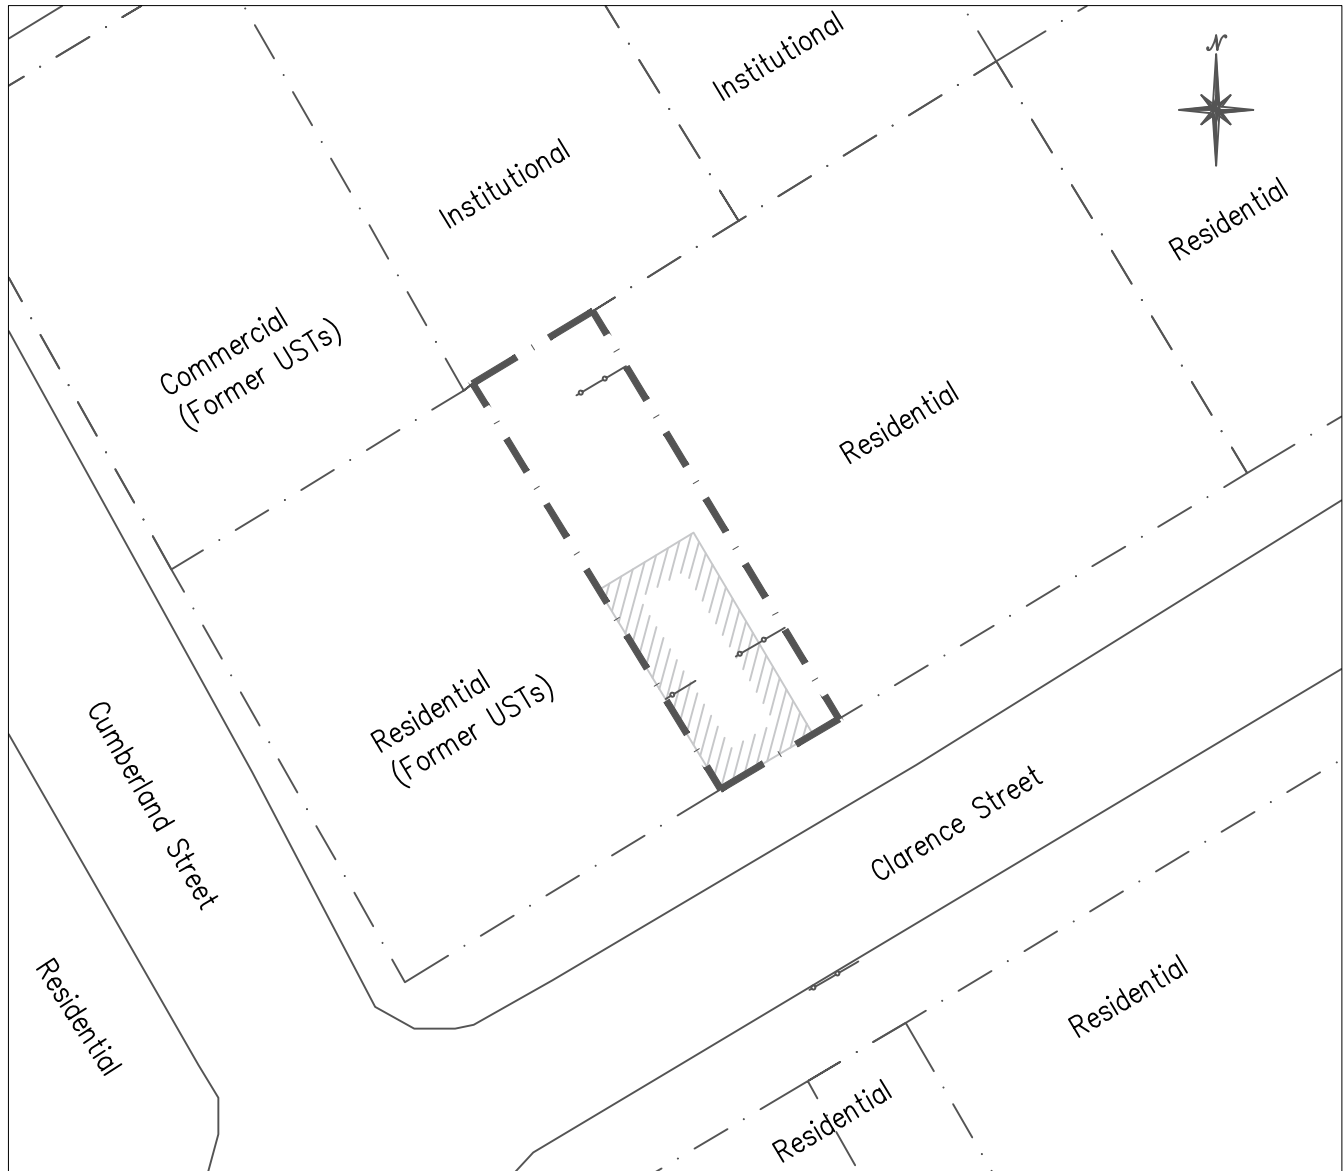 Institutional
N
Institutional
Residential
Commercial
(Former USTs)
Residential
Residential
(Former USTs)
Cumberland Street
Clarence Street
Residential
Residential
Residential